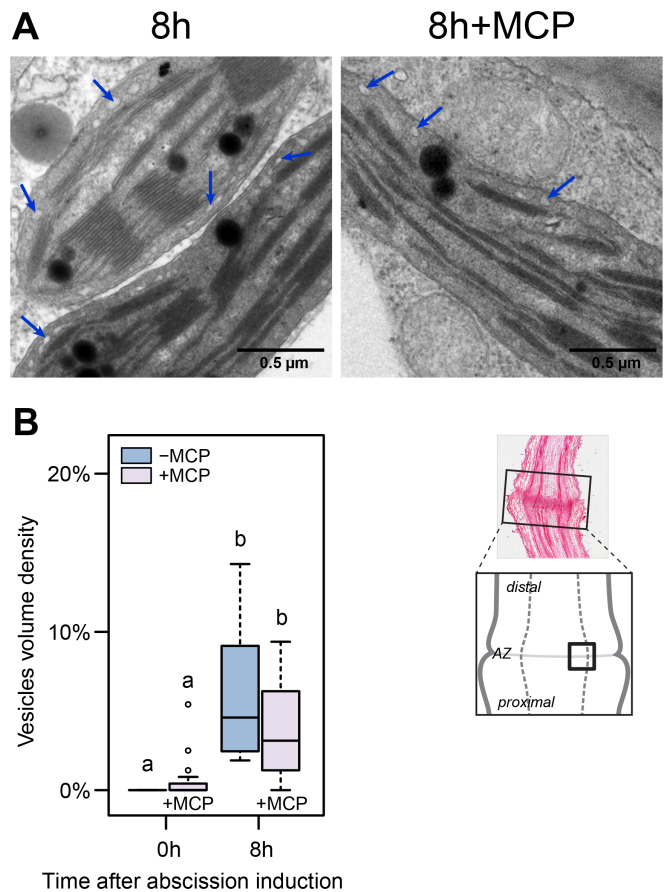 A
8h
8h+MCP
0.5 µm
0.5 µm
B
−MCP
+MCP
20%
10%
0%
Vesicles volume density
a
a
b
b
+MCP
+MCP
0h
8h
Time after abscission induction
distal
AZ
proximal